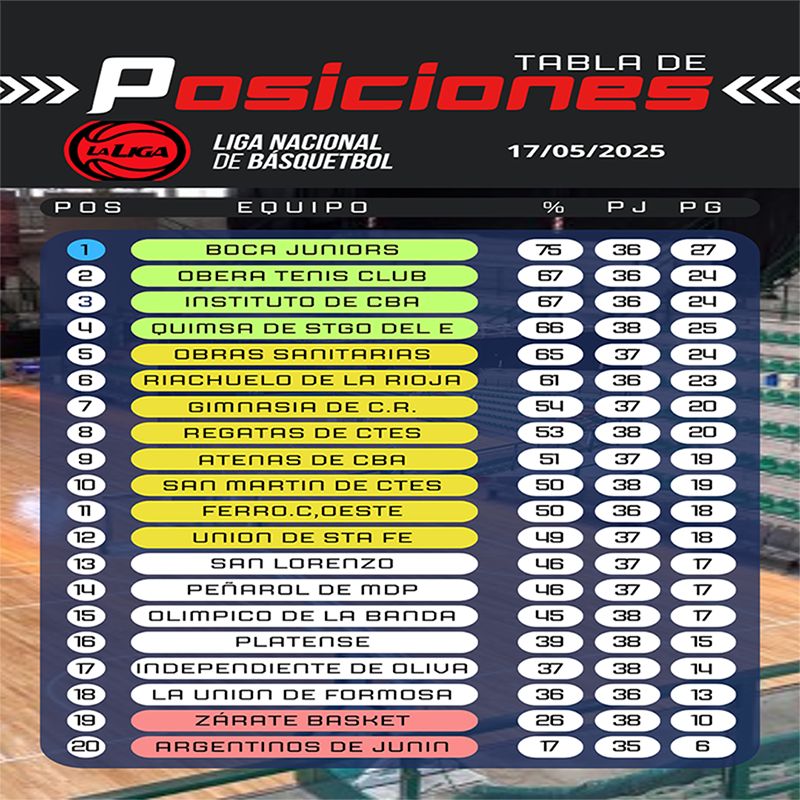 TABLA DE
Posiciones
LALIGA
LIGA NACIONAL
DE BÁSQUETBOL
17/05/2025
POS EQUIPO % PJ PG
1 BOCA JUNIORS 75 36 27
2 OBERA TENIS CLUB 67 36 24
3 INSTITUTO DE CBA 67 36 24
4 QUIMSA DE STGO DEL E 66 38 25
5 OBRAS SANITARIAS 65 37 24
6 RIACHUELO DE LA RIOJA 61 36 23
7 GIMNASIA DE C.R. 54 37 20
8 REGATAS DE CTES 53 38 20
9 ATENAS DE CBA 51 37 19
10 SAN MARTIN DE CTES 50 38 19
11 FERRO.C,OESTE 50 36 18
12 UNION DE STA FE 49 37 18
13 SAN LORENZO 46 37 17
14 PEÑAROL DE MDP 46 37 17
15 OLIMPICO DE LA BANDA 45 38 17
16 PLATENSE 39 38 15
17 INDEPENDIENTE DE OLIVA 37 38 14
18 LA UNION DE FORMOSA 36 36 13
19 ZÁRATE BASKET 26 38 10
20 ARGENTINOS DE JUNIN 17 35 6